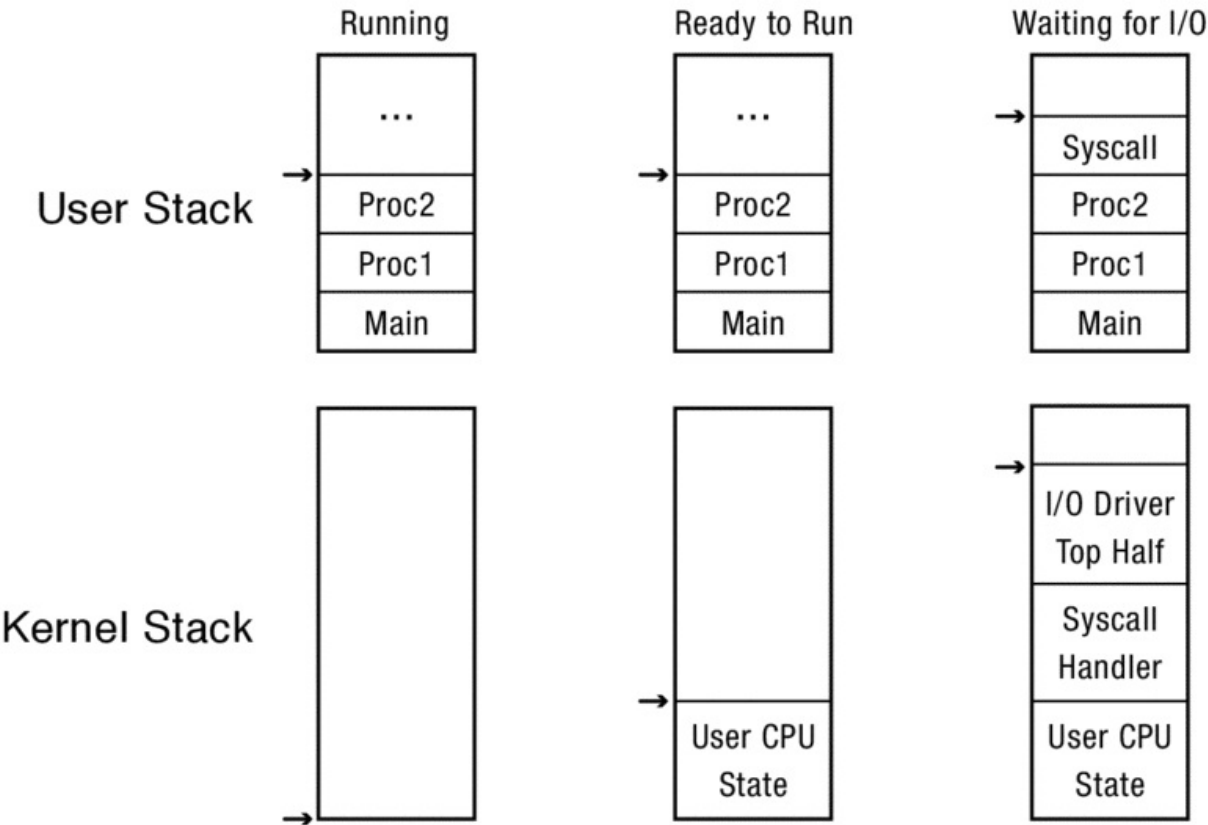 Running
Ready to Run
Waiting for I/O
User Stack
...
Proc2
Proc1
Main
...
Proc2
Proc1
Main
Syscall
Proc2
Proc1
Main
Kernel Stack
User CPU
State
I/O Driver
Top Half
Syscall
Handler
User CPU
State